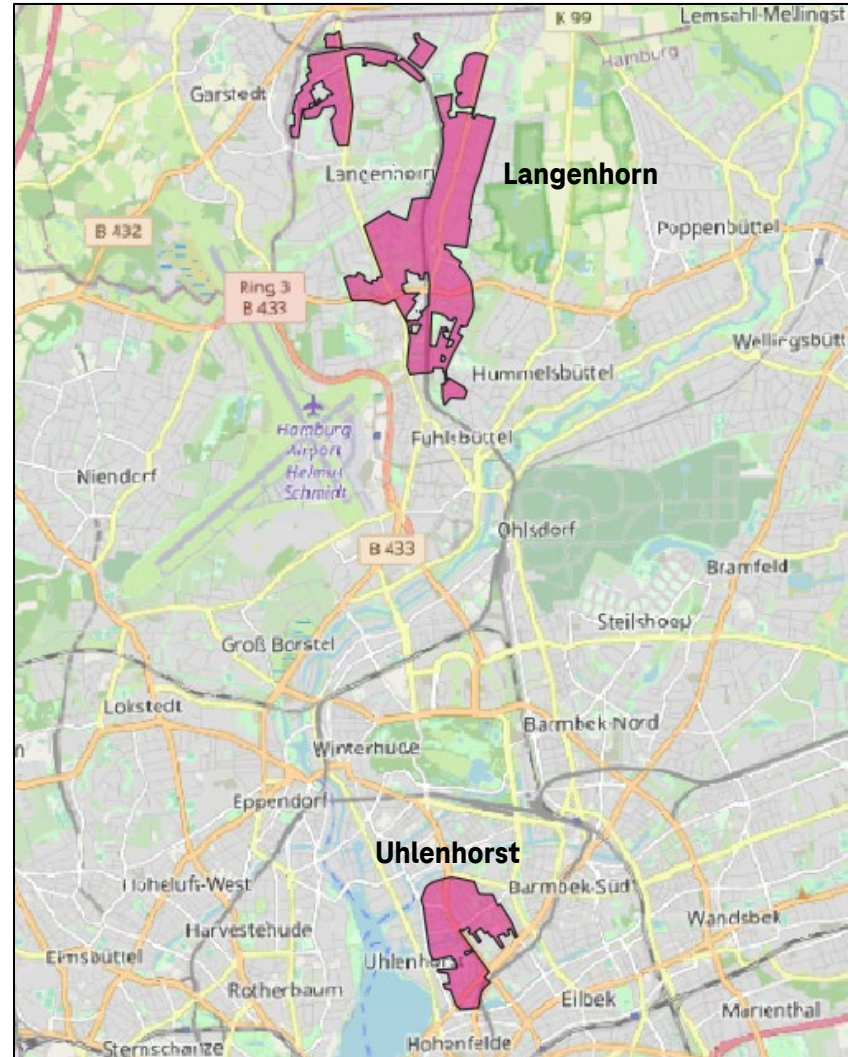 K 99
Lemsahl-Mellingst
Hamburg
Garstedt
Langenhorn
Langenhorn
B 432
Poppenbüttel
Ring 3
B 433
Wellingsbütt
Hummelsbüttel
Hamburg
Airport
Helmut
Schmidt
Fuhlsbüttel
Niendorf
Ohlsdorf
B 433
Bramfeld
Steilshoop
Groß Borstel
Lokstedt
Barmbek-Nord
n
Winterhude
Eppendorf
Uhlenhorst
Hoheluft-West
Barmbek-Süd
Harvestehude
Wandsbek
Eimsbüttel
Uhlenhorst
Rotherbaum
Eilbek
Marienthal
Sternschanze
Hohenfelde